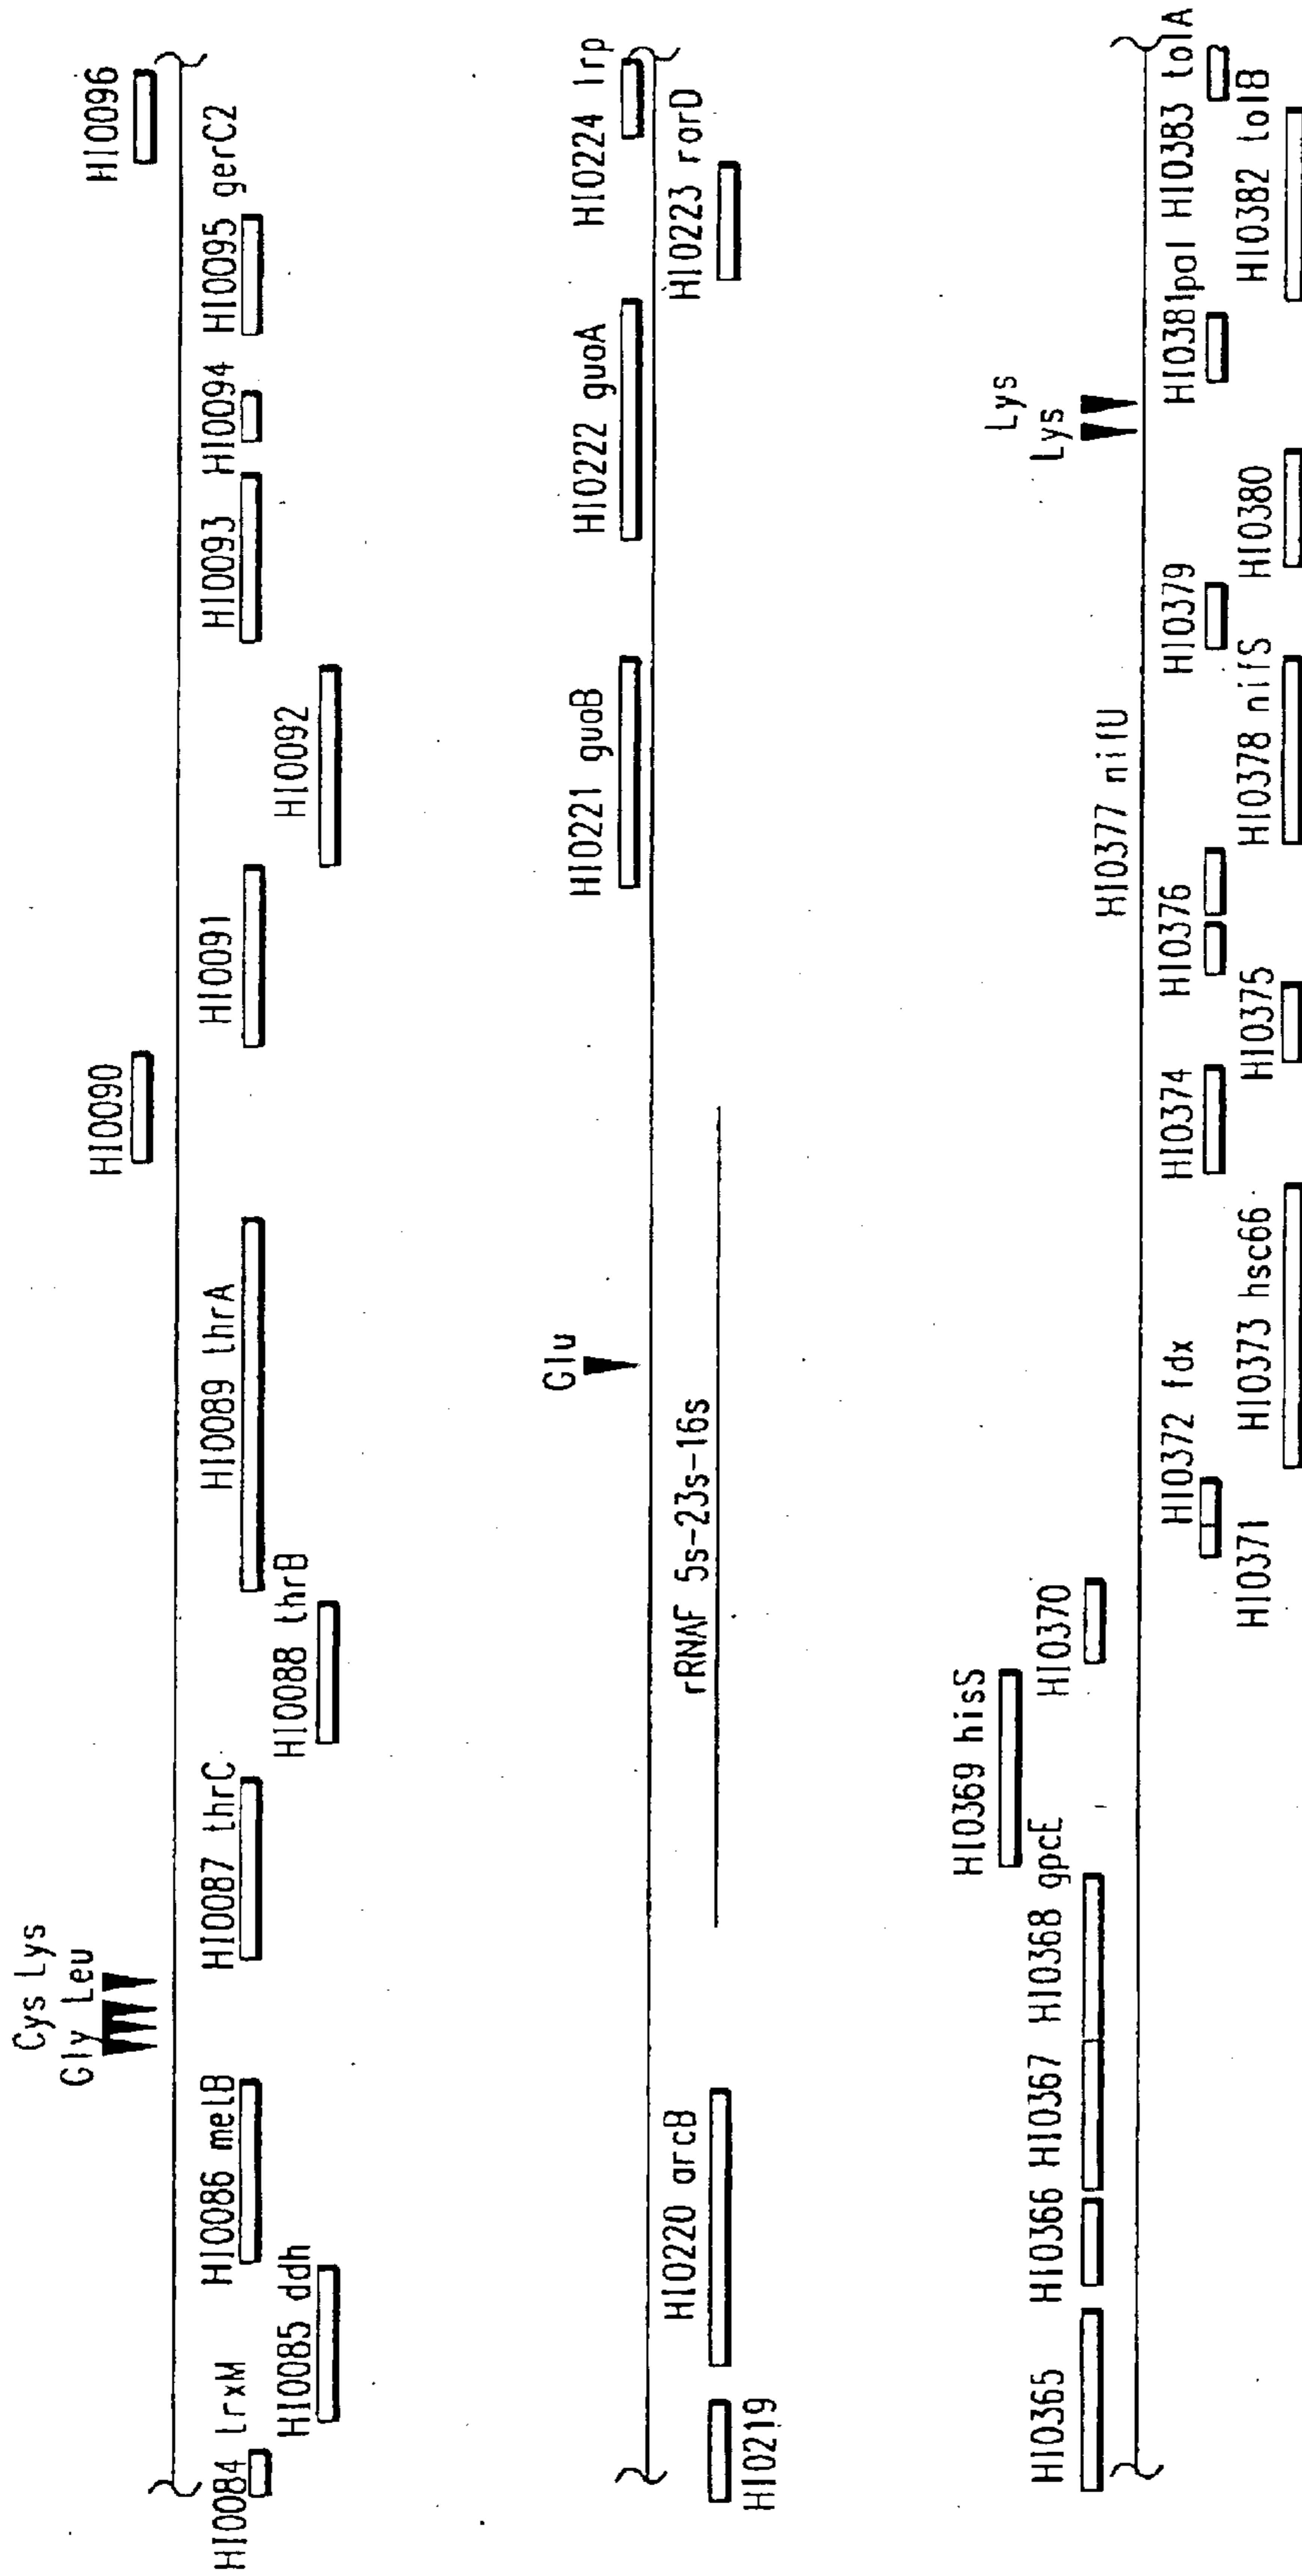 Cys Lys
Gly Leu
HI0084 trxM
HI0085 ddh
HI0086 melB
HI0087 thrC
HI0088 thrB
HI0089 thrA
HI0090
HI0091
HI0092
HI0093
HI0094
HI0095 gerC2
HI0096
HI0219
HI0220 arcB
rRNAF 5s-23s-16s
Glu
HI0221 guaB
HI0222 guaA
HI0223 rarD
HI0224 lrp
HI0365
HI0366
HI0367
HI0368 gpcE
HI0369 hisS
HI0370
HI0371
HI0372 fdx
HI0373 hsc66
HI0374
HI0375
HI0376
HI0377 nifU
HI0378 nifS
HI0379
HI0380
Lys
Lys
HI0381pal
HI0382 tolB
HI0383 tolA